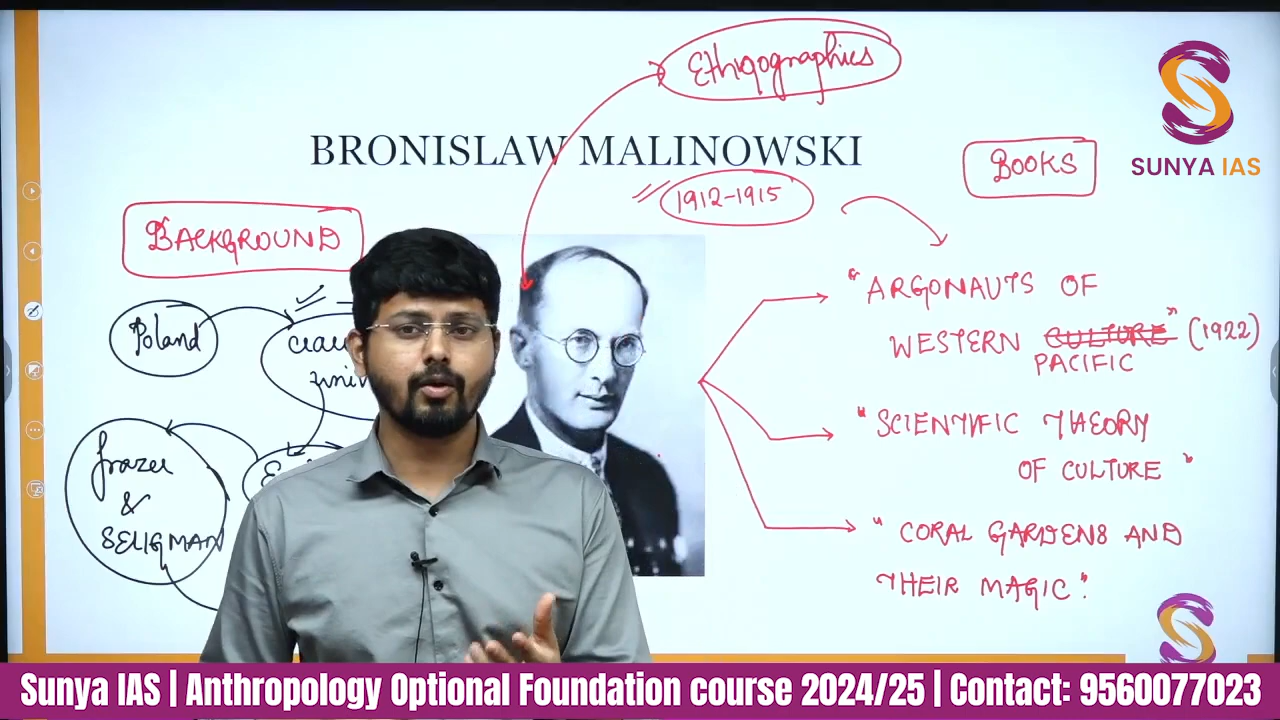 Ethnographics
BRONISLAW MALINOWSKI
1912-1915
BOOKS
SUNYA IAS
BACKGROUND
Poland
"ARGONAUTS OF
WESTERN CULTURE" (1922)
PACIFIC
"SCIENTIFIC THEORY
OF CULTURE"
frazer
&
SELIGMAN
"CORAL GARDENS AND
THEIR MAGIC"
Sunya IAS | Anthropology Optional Foundation course 2024/25 | Contact: 9560077023